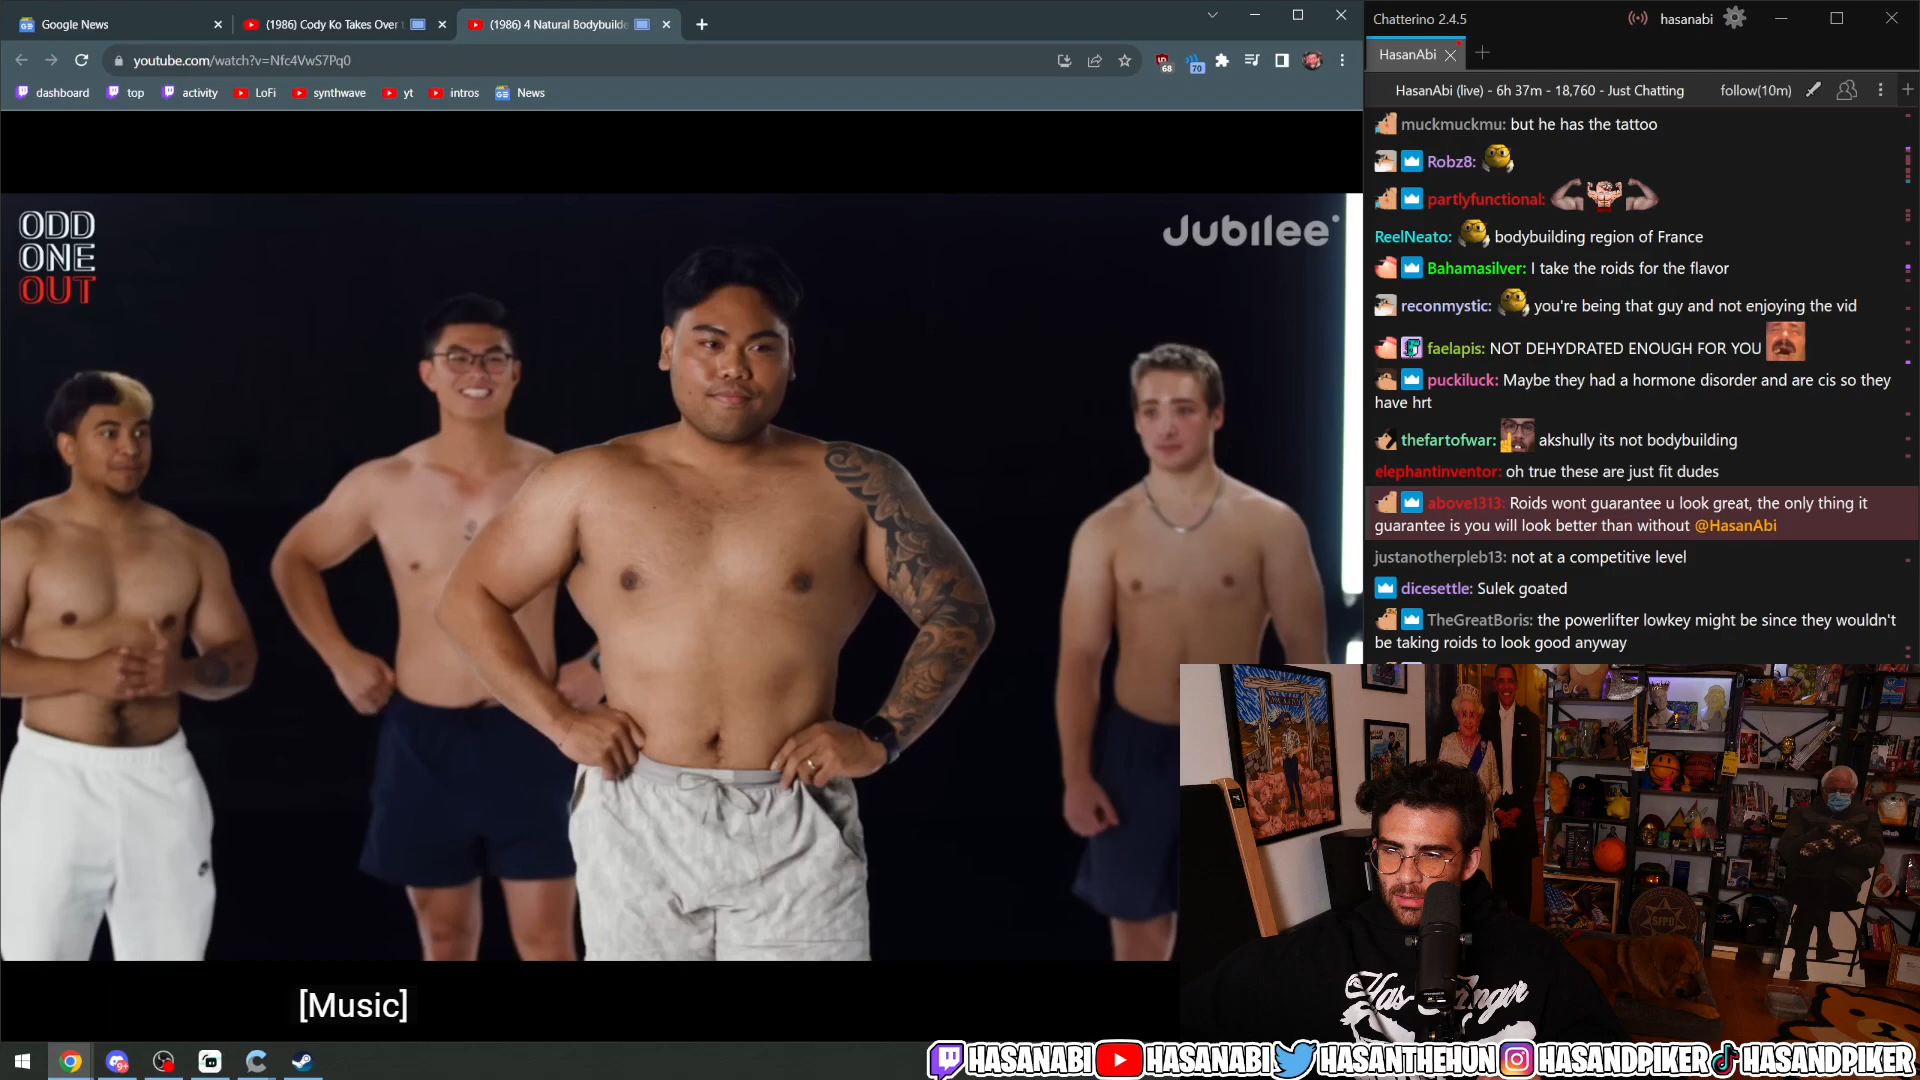 Google News
(1986) Cody Ko Takes Over t
(1986) 4 Natural Bodybuilde
youtube.com/watch?v=Nfc4VwS7Pq0
68
70
dashboard
top
activity
LoFi
synthwave
yt
intros
News
ODD
ONE
OUT
Jubilee
[Music]
Chatterino 2.4.5
hasanabi
HasanAbi
HasanAbi (live) - 6h 37m - 18,760 - Just Chatting
follow(10m)
muckmuckmu: but he has the tattoo
Robz8:
partlyfunctional:
ReelNeato: bodybuilding region of France
Bahamasilver: I take the roids for the flavor
reconmystic: you're being that guy and not enjoying the vid
faelapis: NOT DEHYDRATED ENOUGH FOR YOU
puckiluck: Maybe they had a hormone disorder and are cis so they
have hrt
thefartofwar: akshully its not bodybuilding
elephantinventor: oh true these are just fit dudes
above1313: Roids wont guarantee u look great, the only thing it
guarantee is you will look better than without @HasanAbi
justanotherpleb13: not at a competitive level
dicesettle: Sulek goated
TheGreatBoris: the powerlifter lowkey might be since they wouldn't
be taking roids to look good anyway
SFPD
HASANABI HASANABI HASANTHEHUN HASANDPIKER HASANDPIKER